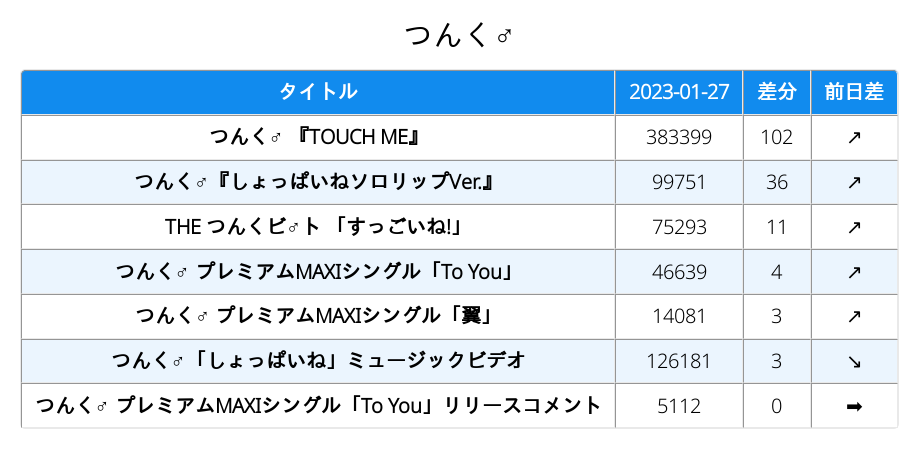 つんく♂
タイトル 2023-01-27 差分 前日差
つんく♂ 『TOUCH ME』 383399 102 ↗
つんく♂『しょっぱいねソロリップVer.』 99751 36 ↗
THE つんくビ♂ト 「すっごいね!」 75293 11 ↗
つんく♂ プレミアムMAXIシングル「To You」 46639 4 ↗
つんく♂ プレミアムMAXIシングル「翼」 14081 3 ↗
つんく♂「しょっぱいね」ミュージックビデオ 126181 3 ↘
つんく♂ プレミアムMAXIシングル「To You」リリースコメント 5112 0 ➡